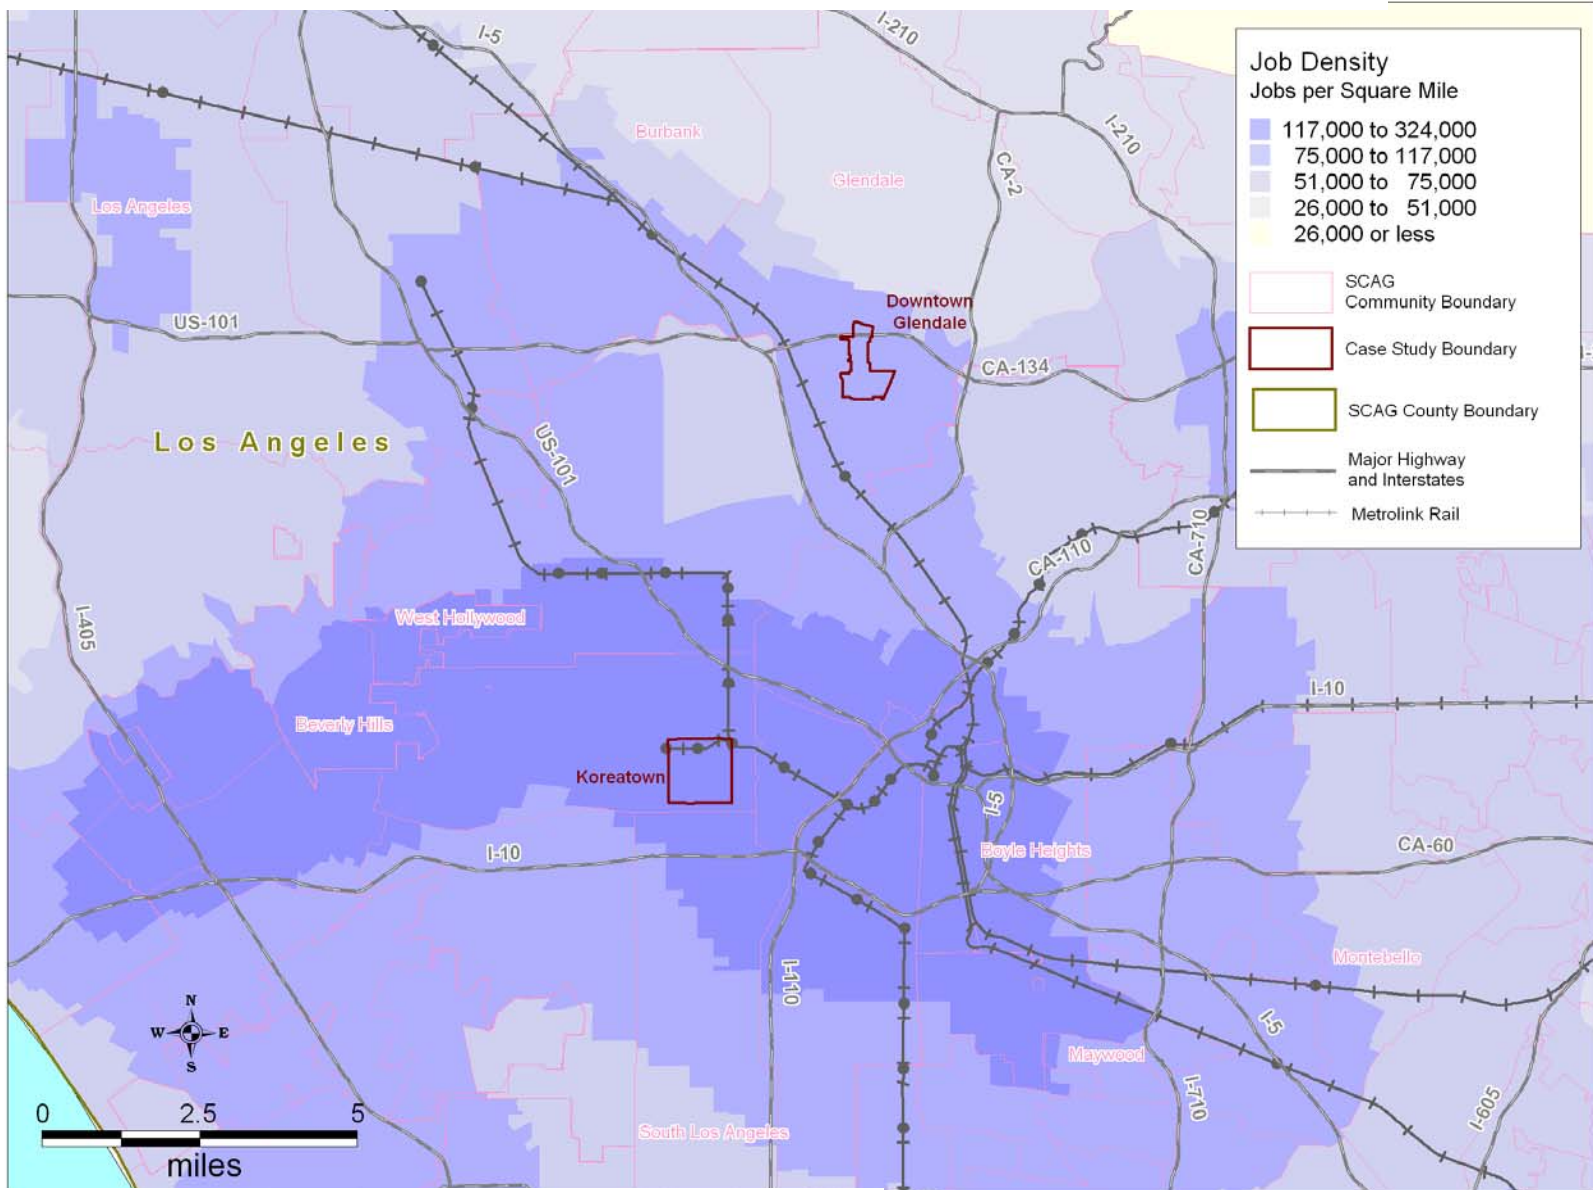 I-5
I-210
Burbank
Glendale
I-210
CA-2
Los Angeles
US-101
Downtown
Glendale
CA-134
US-101
Los Angeles
CA-110
CA-710
I-405
West Hollywood
Beverly Hills
I-10
Koreatown
I-5
Boyle Heights
I-10
CA-60
I-110
Montebello
I-5
Maywood
I-710
I-605
South Los Angeles
N
W E
S
0 2.5 5
miles
Job Density
Jobs per Square Mile
117,000 to 324,000
75,000 to 117,000
51,000 to 75,000
26,000 to 51,000
26,000 or less
SCAG
Community Boundary
Case Study Boundary
SCAG County Boundary
Major Highway
and Interstates
Metrolink Rail